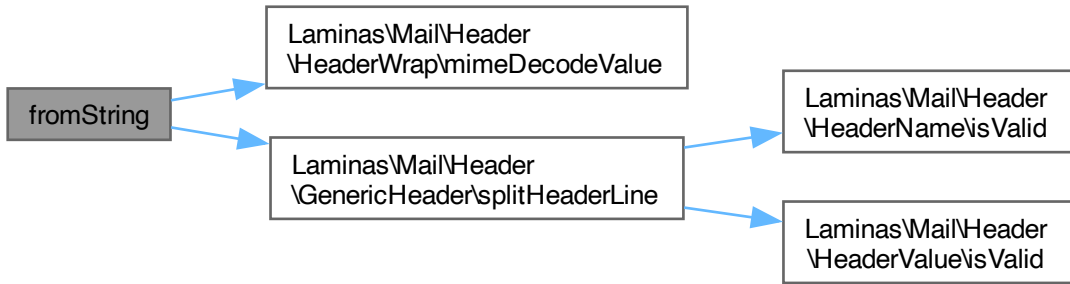 Laminas\Mail\Header
\HeaderWrap\mimeDecodeValue
fromString
Laminas\Mail\Header
\GenericHeader\splitHeaderLine
Laminas\Mail\Header
\HeaderName\isValid
Laminas\Mail\Header
\HeaderValue\isValid